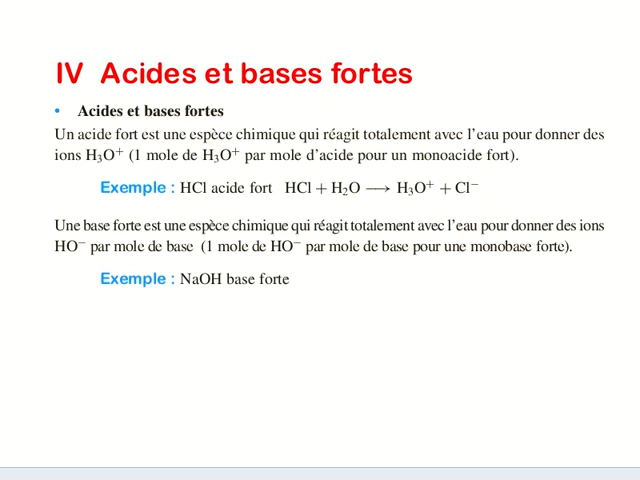 IV Acides et bases fortes
• Acides et bases fortes
Un acide fort est une espèce chimique qui réagit totalement avec l'eau pour donner des
ions H₃O⁺ (1 mole de H₃O⁺ par mole d'acide pour un monoacide fort).
Exemple : HCl acide fort HCl + H₂O ⟶ H₃O⁺ + Cl⁻
Une base forte est une espèce chimique qui réagit totalement avec l'eau pour donner des ions
HO⁻ par mole de base (1 mole de HO⁻ par mole de base pour une monobase forte).
Exemple : NaOH base forte